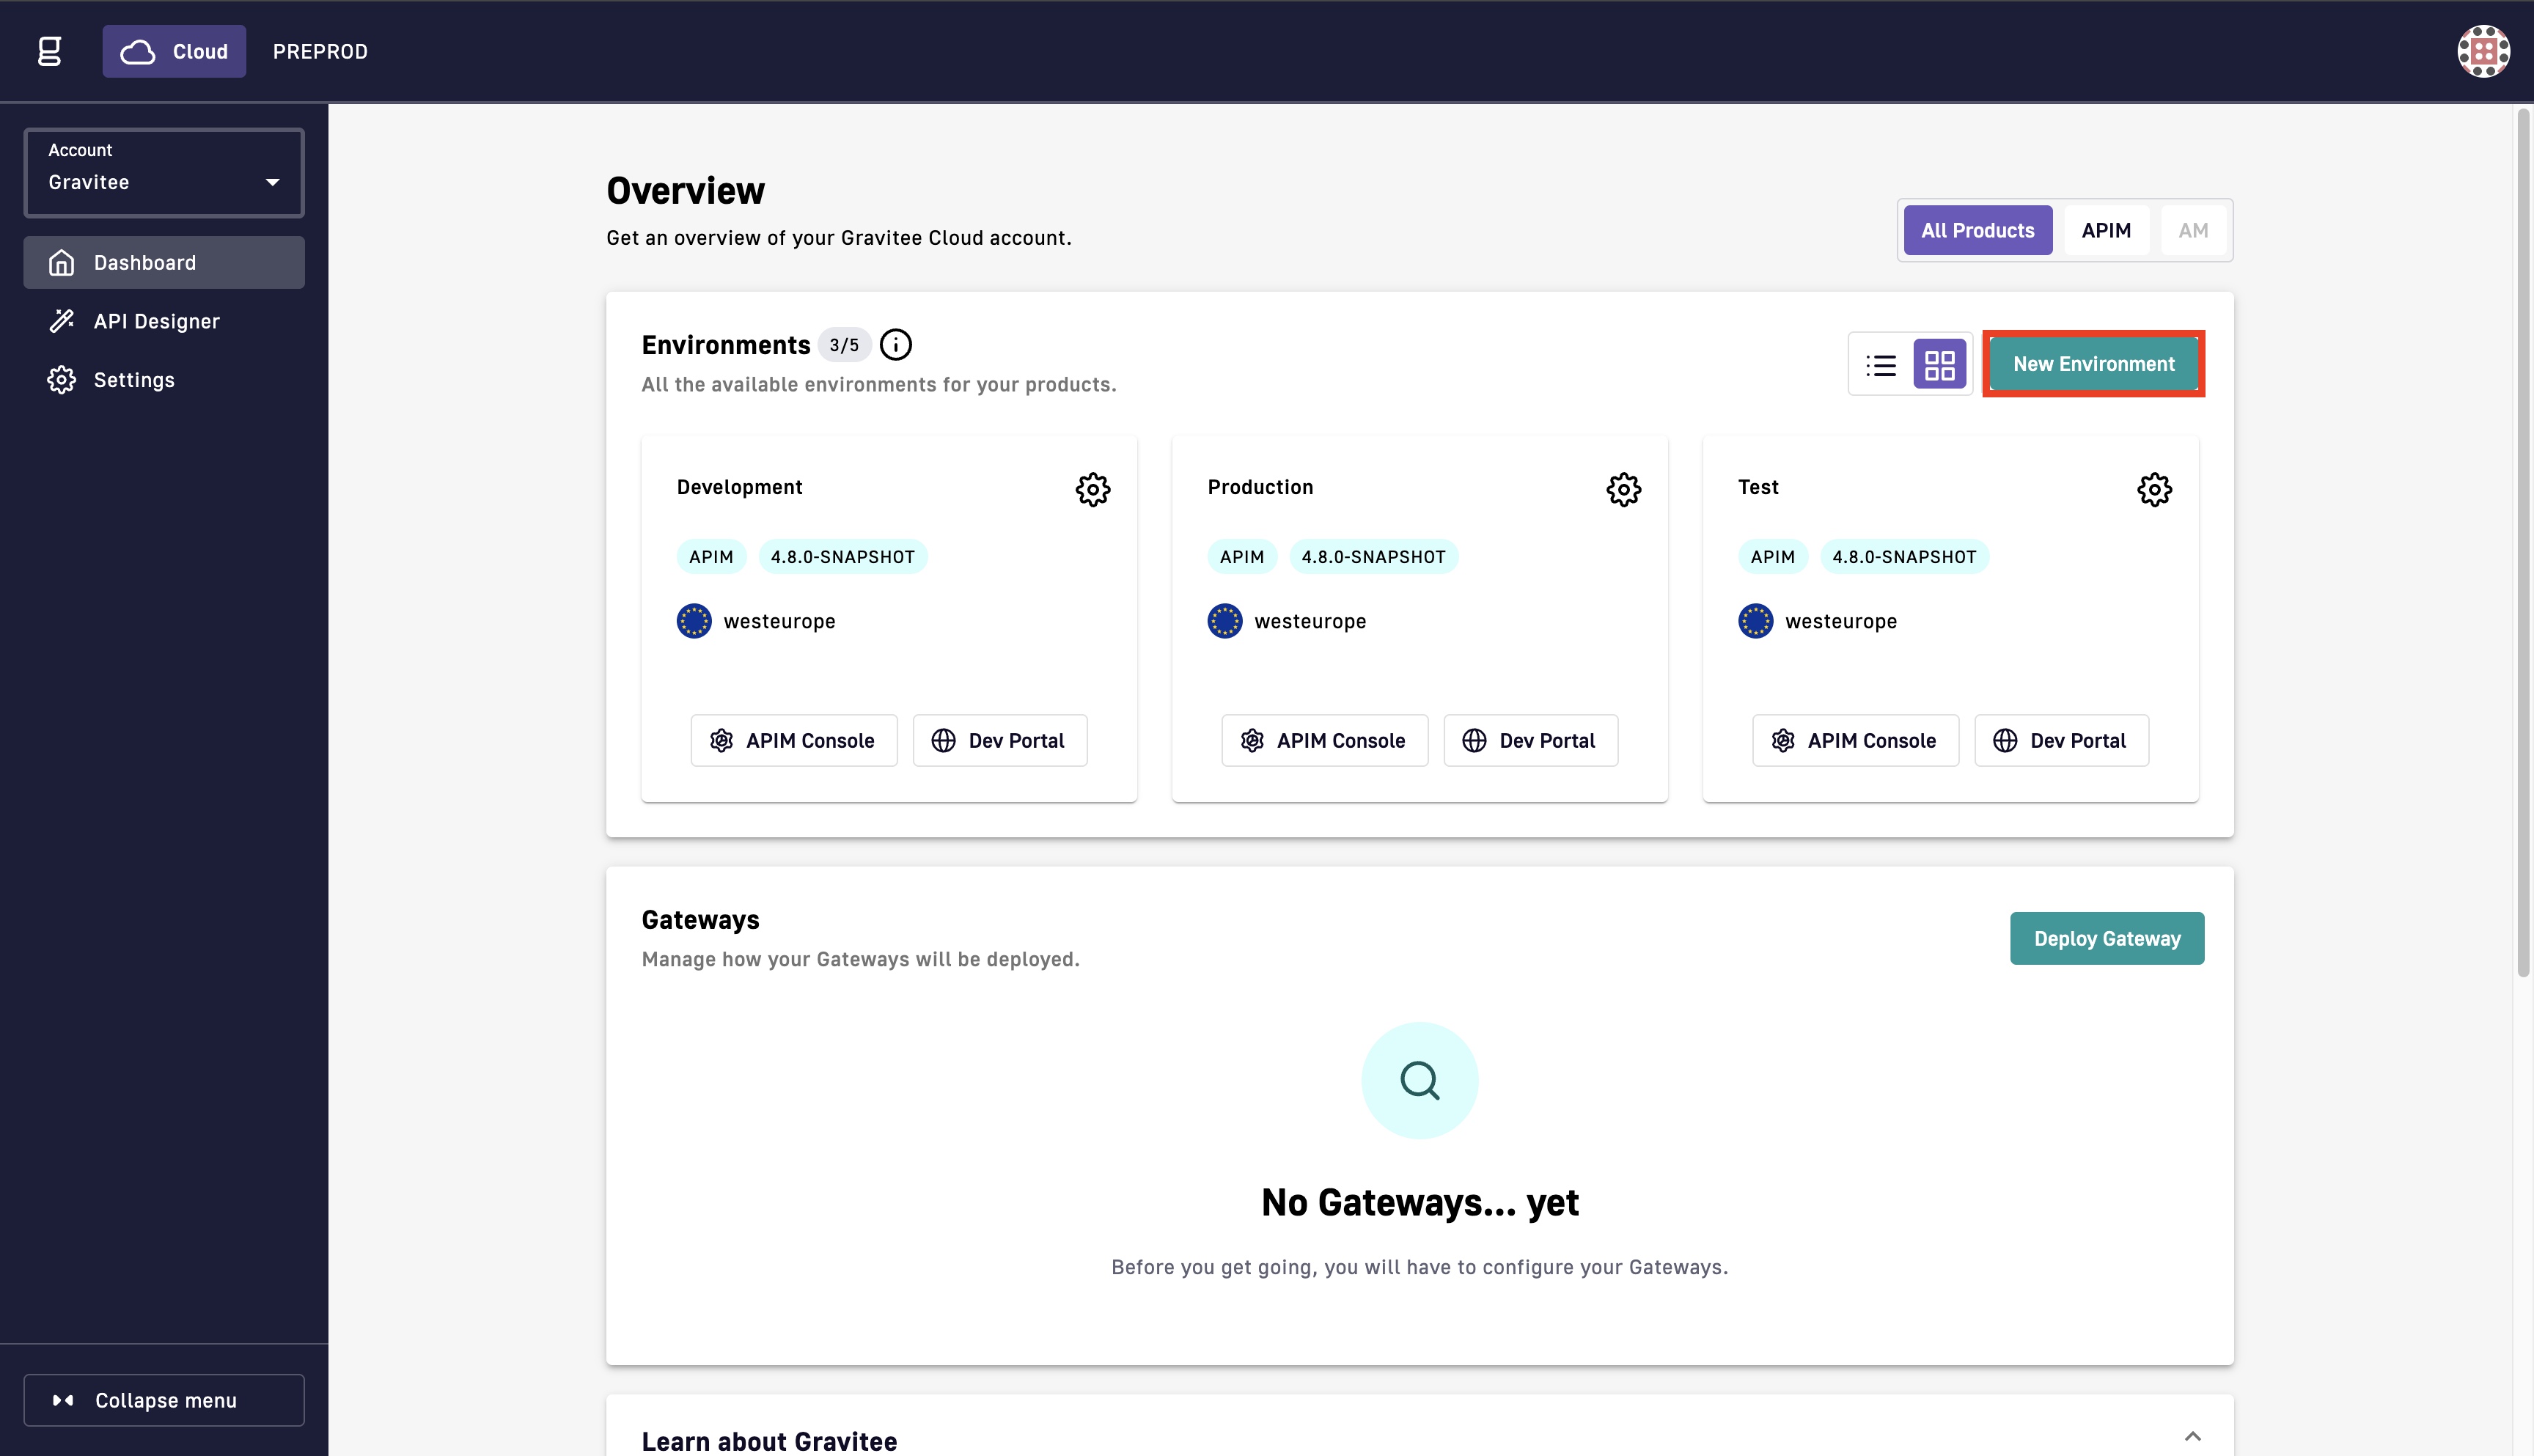 g Cloud PREPROD
Account
Gravitee
Dashboard
API Designer
Settings
Collapse menu
Overview
Get an overview of your Gravitee Cloud account.
All Products APIM AM
Environments 3/5
All the available environments for your products.
New Environment
Development
APIM 4.8.0-SNAPSHOT
westeurope
APIM Console Dev Portal
Production
APIM 4.8.0-SNAPSHOT
westeurope
APIM Console Dev Portal
Test
APIM 4.8.0-SNAPSHOT
westeurope
APIM Console Dev Portal
Gateways
Manage how your Gateways will be deployed.
Deploy Gateway
No Gateways... yet
Before you get going, you will have to configure your Gateways.
Learn about Gravitee